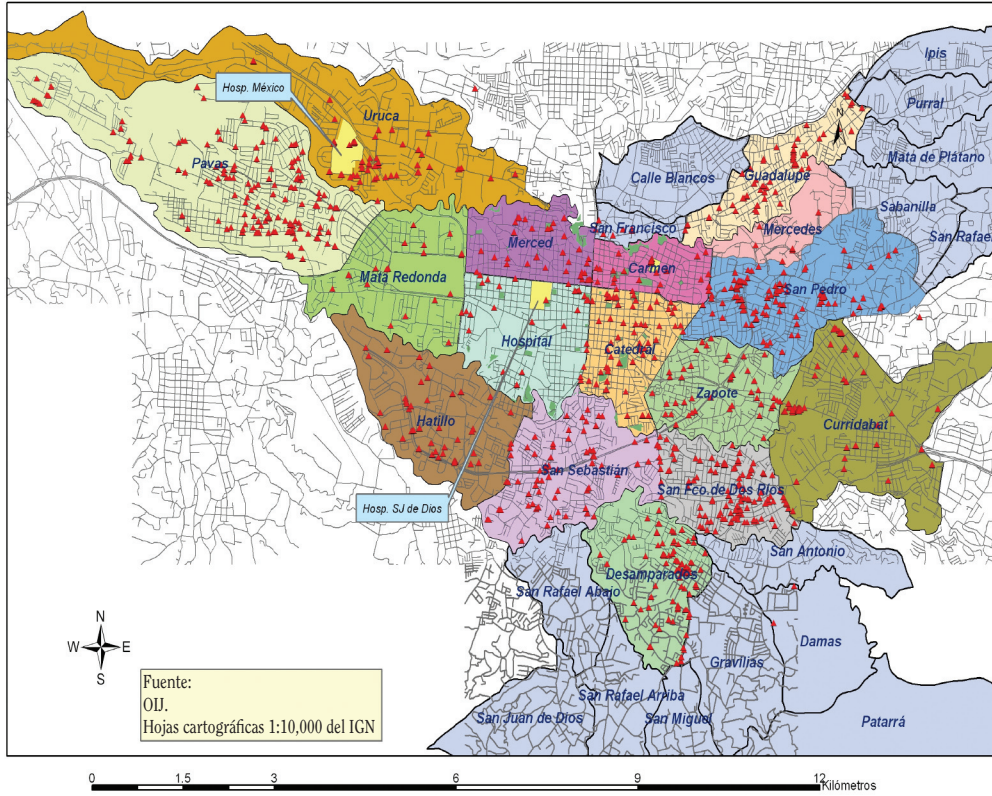 Ipis
Hosp. México
Purral
Uruca
N
Mata de Plátano
Pavas
Calle Blancos
Guadalupe
Sabanilla
San Francisco
Mercedes
San Rafael
Merced
Carmen
Mata Redonda
San Pedro
Hospital
Catedral
Zapote
Hatillo
Curridabat
San Sebastián
San Fco.de Dos Ríos
Hosp. SJ de Dios
San Antonio
Desamparados
San Rafael Abajo
N
Damas
W
E
Gravilias
S
Fuente:
OIJ.
Hojas cartográficas 1:10,000 del IGN
San Rafael Arriba
San Juan de Dios
San Miguel
Patarrá
0 1.5 3 6 9 12
Kilómetros